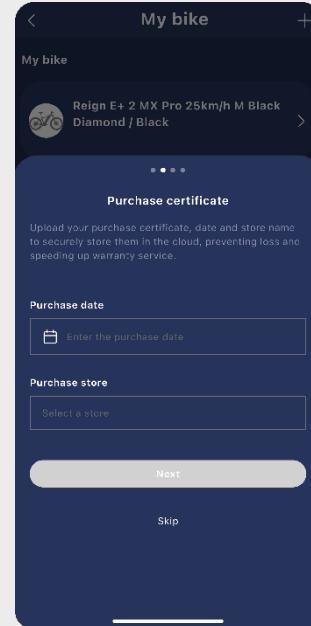 My bike
My bike
Reign E+ 2 MX Pro 25km/h M Black
Diamond / Black
Purchase certificate
Upload your purchase certificate, date and store name
to securely store them in the cloud, preventing loss and
speeding up warranty service.
Purchase date
Enter the purchase date
Purchase store
Select a store
Next
Skip